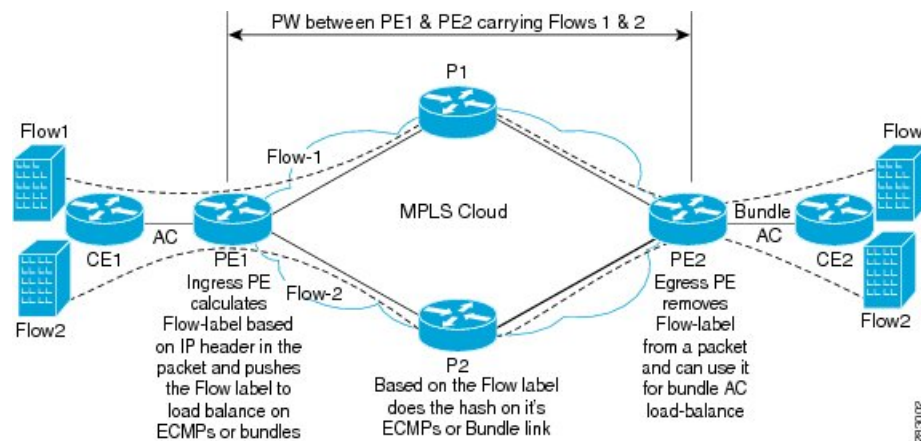 PW between PE1 & PE2 carrying Flows 1 & 2
P1
Flow1
Flow-1
Flow
MPLS Cloud
Bundle
AC
AC
CE1
PE1
PE2
CE2
Ingress PE
calculates
Flow-label based
on IP header in the
packet and pushes
the Flow label to
load balance on
ECMPs or bundles
Flow-2
Flow2
P2
Based on the Flow label
does the hash on it's
ECMPs or Bundle link
Egress PE
removes
Flow-label
from a packet
and can use it
for bundle AC
load-balance
Flow2